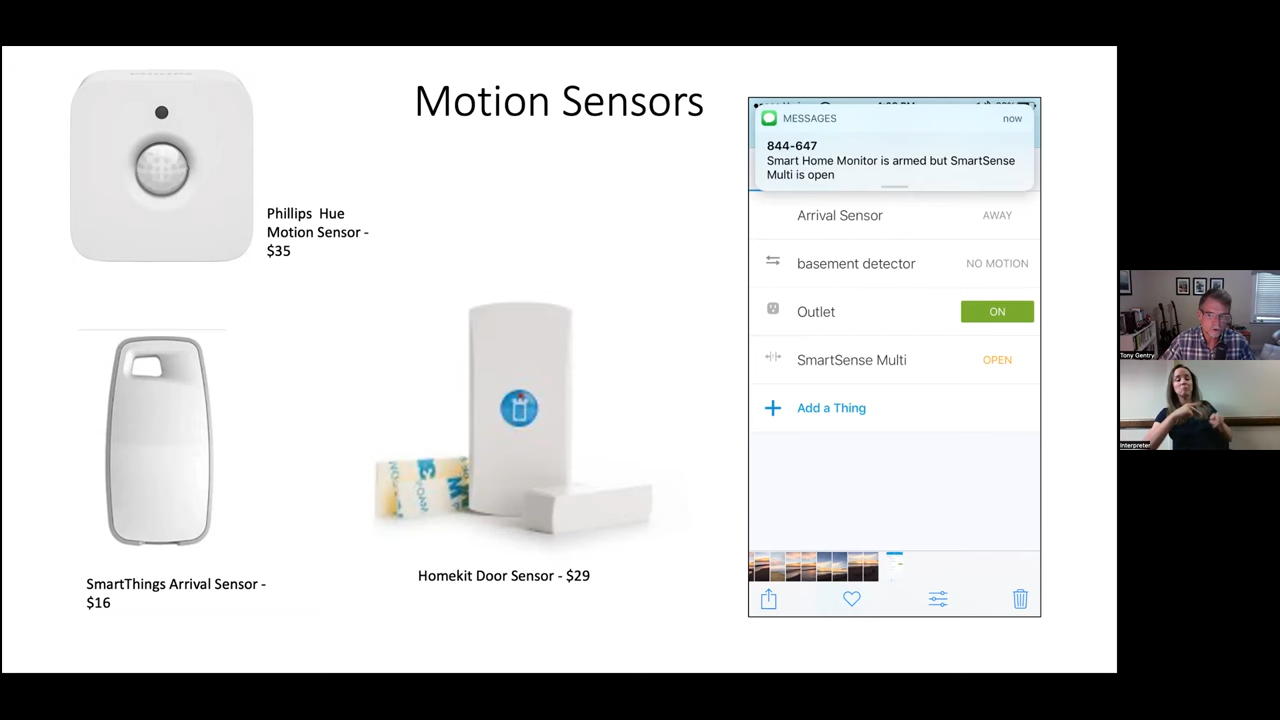 Motion Sensors
PHILIPS
Phillips Hue
Motion Sensor -
$35
SmartThings Arrival Sensor -
$16
Homekit Door Sensor - $29
MESSAGES now
844-647
Smart Home Monitor is armed but SmartSense
Multi is open
Arrival Sensor AWAY
basement detector NO MOTION
Outlet ON
SmartSense Multi OPEN
Add a Thing
Tony Gentry
Interpreter